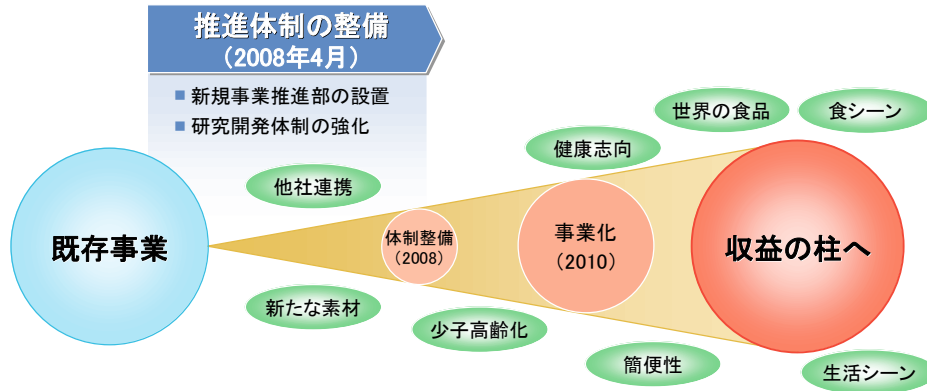 推進体制の整備
（2008年4月）
■ 新規事業推進部の設置
■ 研究開発体制の強化
世界の食品
食シーン
健康志向
他社連携
既存事業
体制整備
（2008）
事業化
（2010）
収益の柱へ
新たな素材
少子高齢化
簡便性
生活シーン